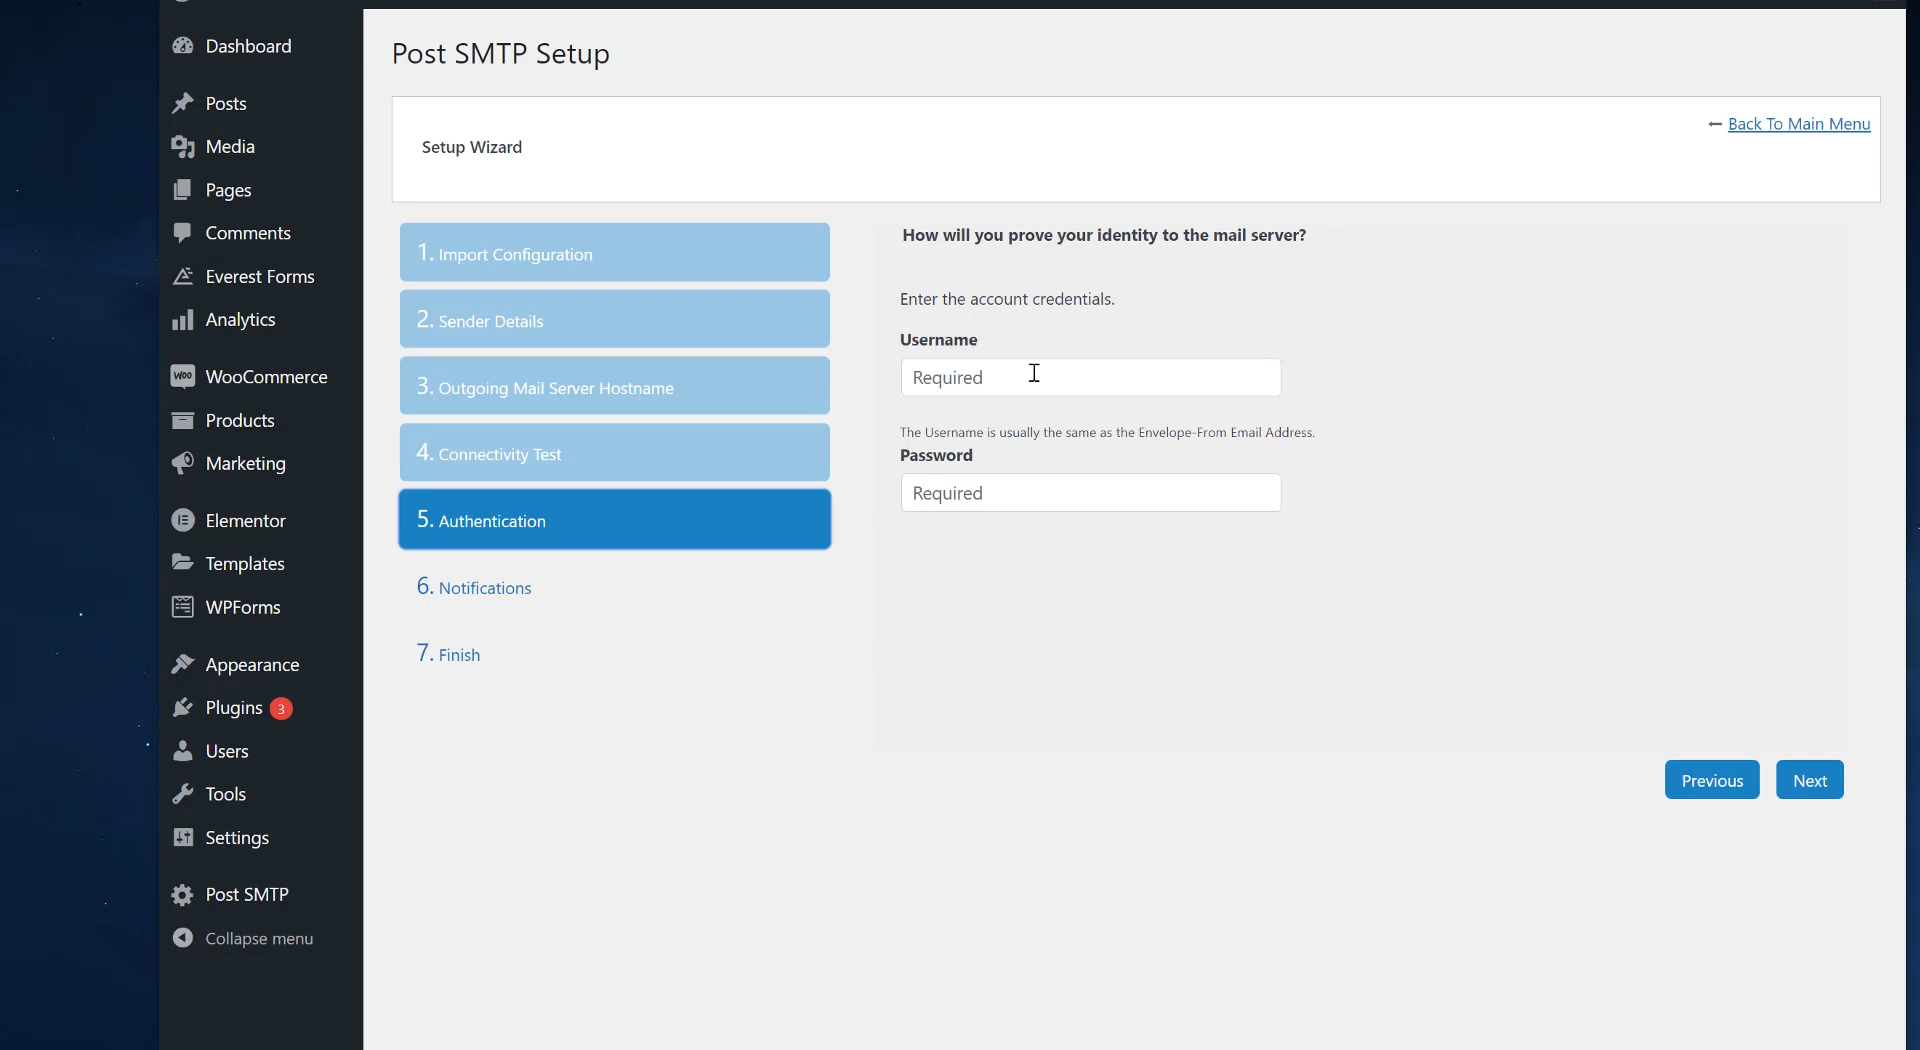 Dashboard
Posts
Media
Pages
Comments
Everest Forms
Analytics
WOO WooCommerce
Products
Marketing
Elementor
Templates
WPForms
Appearance
Plugins 3
Users
Tools
Settings
Post SMTP
Collapse menu
Post SMTP Setup
Back To Main Menu
Setup Wizard
1. Import Configuration
2. Sender Details
3. Outgoing Mail Server Hostname
4. Connectivity Test
5. Authentication
6. Notifications
7. Finish
How will you prove your identity to the mail server?
Enter the account credentials.
Username
Required
The Username is usually the same as the Envelope-From Email Address.
Password
Required
Previous
Next